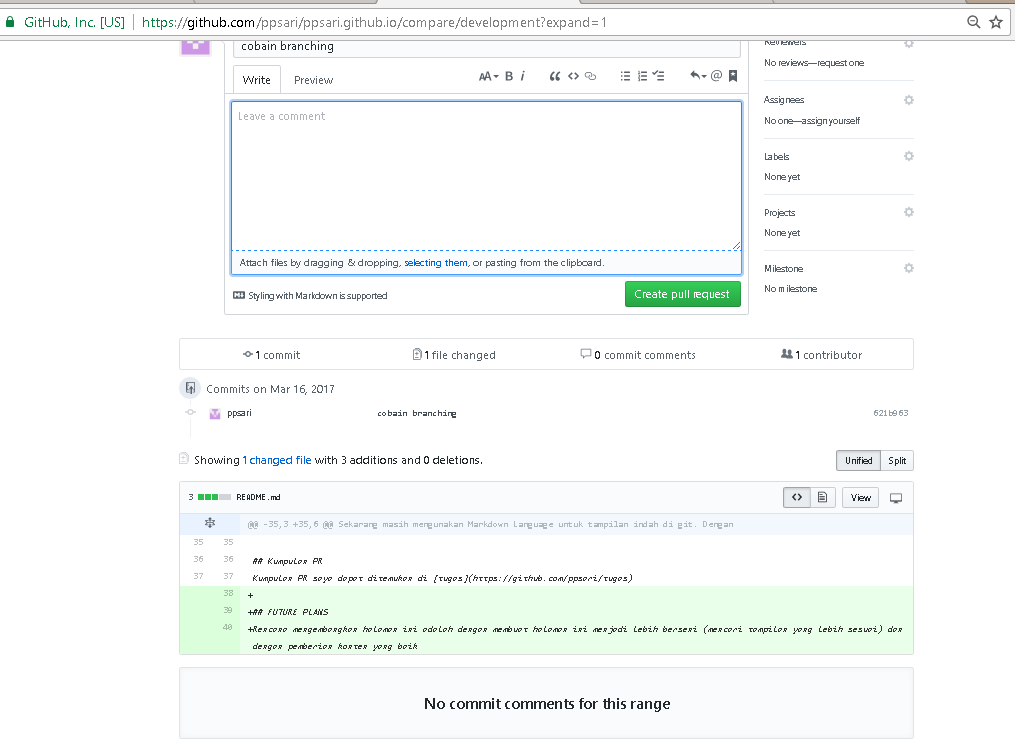 GitHub, Inc. [US] https://github.com/ppsari/ppsari.github.io/compare/development?expand=1
cobain branching
Write Preview AA B i
Leave a comment
Attach files by dragging & dropping, selecting them, or pasting from the clipboard.
Styling with Markdown is supported
Create pull request
Reviewers
No reviews—request one
Assignees
No one—assign yourself
Labels
None yet
Projects
None yet
Milestone
No milestone
1 commit 1 file changed 0 commit comments 1 contributor
Commits on Mar 16, 2017
ppsari cobain branching 621b963
Showing 1 changed file with 3 additions and 0 deletions. Unified Split
3 README.md <> View
@@ -35,3 +35,6 @@ Sekarang masih mengunakan Markdown Language untuk tampilan indah di git. Dengan
35 35
36 36 ## Kumpulan PR
37 37 Kumpulan PR saya dapat ditemukan di [tugas](https://github.com/ppsari/tugas)
38 +
39 +## FUTURE PLANS
40 +Rencana mengembangkan halaman ini adalah dengan membuat halaman ini menjadi lebih berseni (mencari tampilan yang lebih sesuai) dan
dengan pemberian konten yang baik
No commit comments for this range